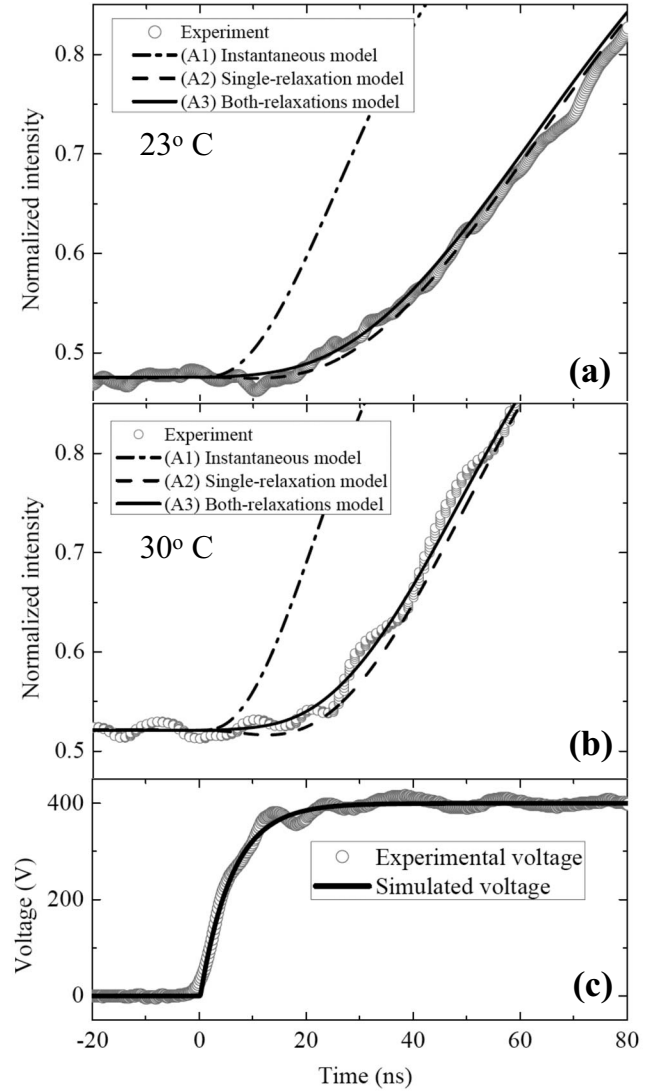 0.8
0.7
0.6
0.5
Normalized intensity
Experiment
(A1) Instantaneous model
(A2) Single-relaxation model
(A3) Both-relaxations model
23° C
(a)
0.8
0.7
0.6
0.5
Normalized intensity
Experiment
(A1) Instantaneous model
(A2) Single-relaxation model
(A3) Both-relaxations model
30° C
(b)
400
200
0
Voltage (V)
Experimental voltage
Simulated voltage
(c)
-20 0 20 40 60 80
Time (ns)